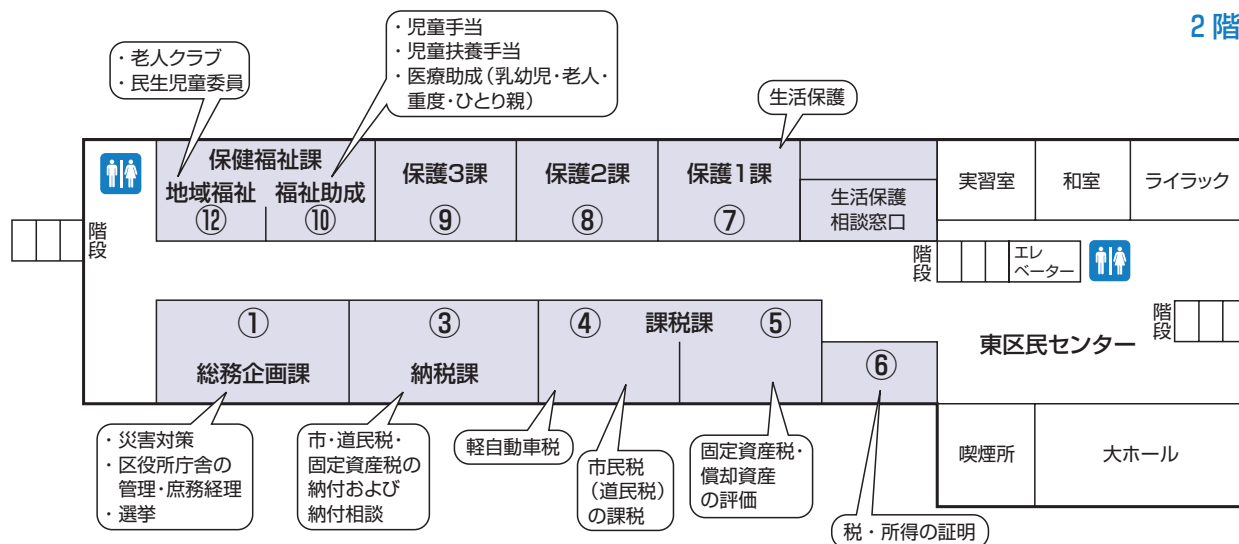 2階
・老人クラブ
・民生児童委員
・児童手当
・児童扶養手当
・医療助成（乳幼児・老人・
重度・ひとり親）
生活保護
保健福祉課
地域福祉
⑫
福祉助成
⑩
保護3課
⑨
保護2課
⑧
保護1課
⑦
生活保護
相談窓口
実習室
和室
ライラック
階段
階段
エレ
ベーター
階段
東区民センター
①
総務企画課
③
納税課
④
課税課
⑤
⑥
喫煙所
大ホール
・災害対策
・区役所庁舎の
管理・庶務経理
・選挙
市・道民税・
固定資産税の
納付および
納付相談
軽自動車税
市民税
（道民税）
の課税
固定資産税・
償却資産
の評価
税・所得の証明